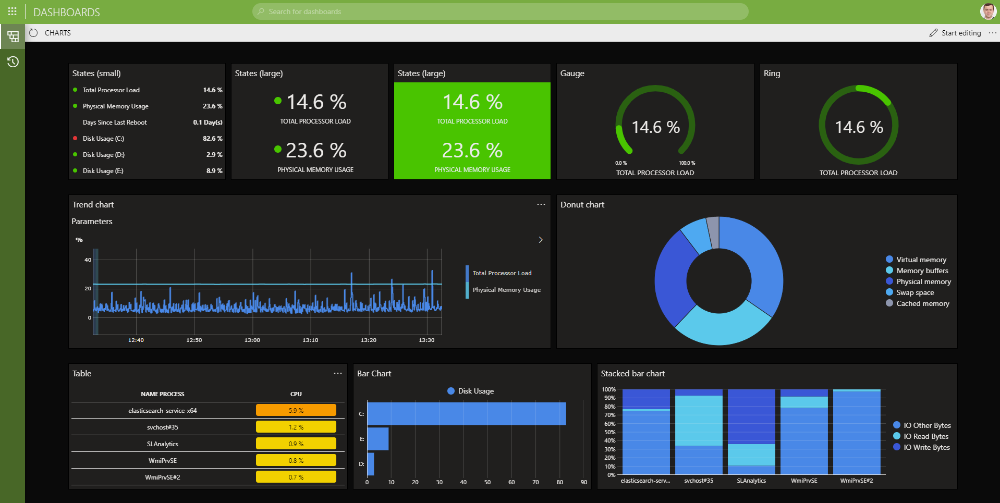 DASHBOARDS
Search for dashboards
CHARTS
Start editing
States (small)
Total Processor Load 14.6 %
Physical Memory Usage 23.6 %
Days Since Last Reboot 0.1 Day(s)
Disk Usage (C:) 82.6 %
Disk Usage (D:) 2.9 %
Disk Usage (E:) 8.9 %
States (large)
14.6 %
TOTAL PROCESSOR LOAD
23.6 %
PHYSICAL MEMORY USAGE
States (large)
14.6 %
TOTAL PROCESSOR LOAD
23.6 %
PHYSICAL MEMORY USAGE
Gauge
14.6 %
0.0 % 100.0 %
TOTAL PROCESSOR LOAD
Ring
14.6 %
TOTAL PROCESSOR LOAD
Trend chart
Parameters
%
40
20
0
12:40 12:50 13:00 13:10 13:20 13:30
Total Processor Load
Physical Memory Usage
Donut chart
Virtual memory
Memory buffers
Physical memory
Swap space
Cached memory
Table
NAME PROCESS CPU
elasticsearch-service-x64 5.9 %
svchost#35 1.2 %
SLAnalytics 0.9 %
WmiPrvSE 0.8 %
WmiPrvSE#2 0.7 %
Bar Chart
Disk Usage
C:
E:
D:
0 10 20 30 40 50 60 70 80 90
Stacked bar chart
100%
90%
80%
70%
60%
50%
40%
30%
20%
10%
0%
elasticsearch-serv... svchost#35 SLAnalytics WmiPrvSE WmiPrvSE#2
IO Other Bytes
IO Read Bytes
IO Write Bytes